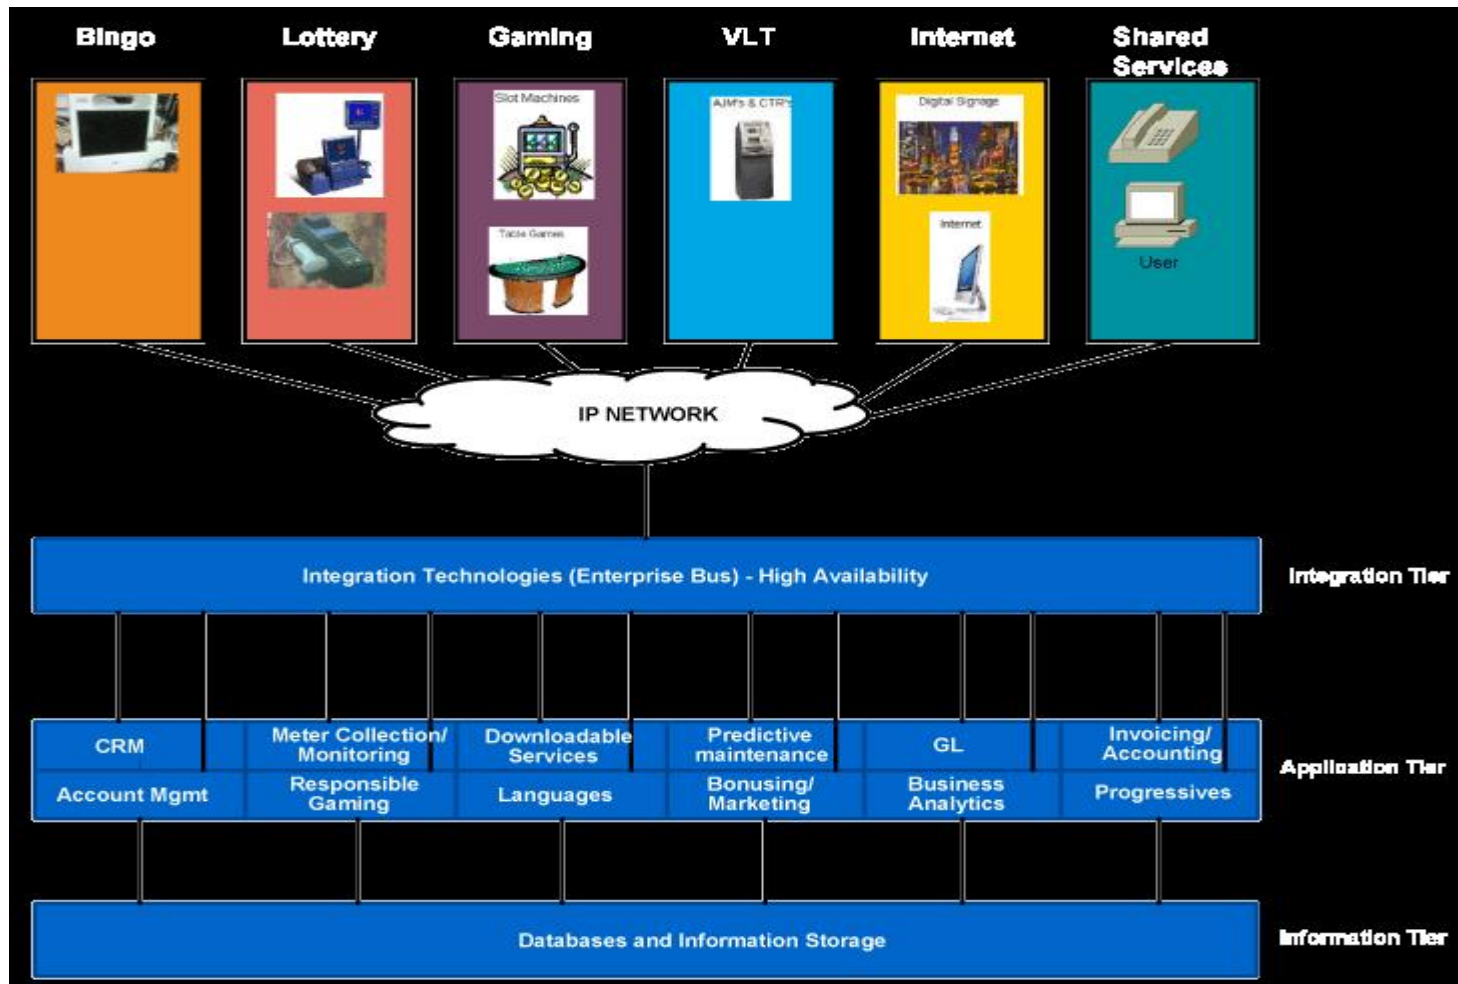 Bingo
Lottery
Gaming
VLT
Internet
Shared
Services
Slot Machines
Table Games
AJM's & CTR's
Digital Signage
Internet
User
IP NETWORK
Integration Technologies (Enterprise Bus) - High Availability
Integration Tier
CRM
Meter Collection/
Monitoring
Downloadable
Services
Predictive
maintenance
GL
Invoicing/
Accounting
Application Tier
Account Mgmt
Responsible
Gaming
Languages
Bonusing/
Marketing
Business
Analytics
Progressives
Databases and Information Storage
Information Tier